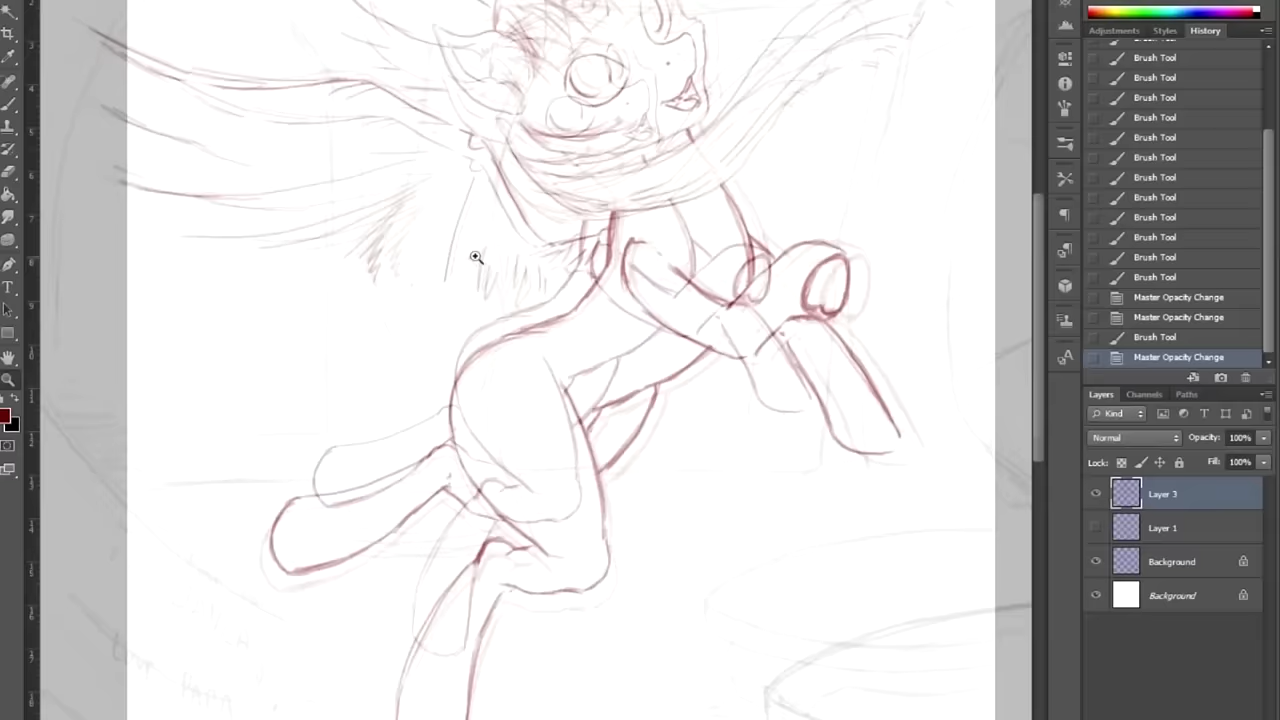 Adjustments Styles History
Brush Tool
Brush Tool
Brush Tool
Brush Tool
Brush Tool
Brush Tool
Brush Tool
Brush Tool
Brush Tool
Brush Tool
Brush Tool
Brush Tool
Master Opacity Change
Master Opacity Change
Brush Tool
Master Opacity Change
Layers Channels Paths
Kind
Normal Opacity: 100%
Lock: Fill: 100%
Layer 3
Layer 1
Background
Background